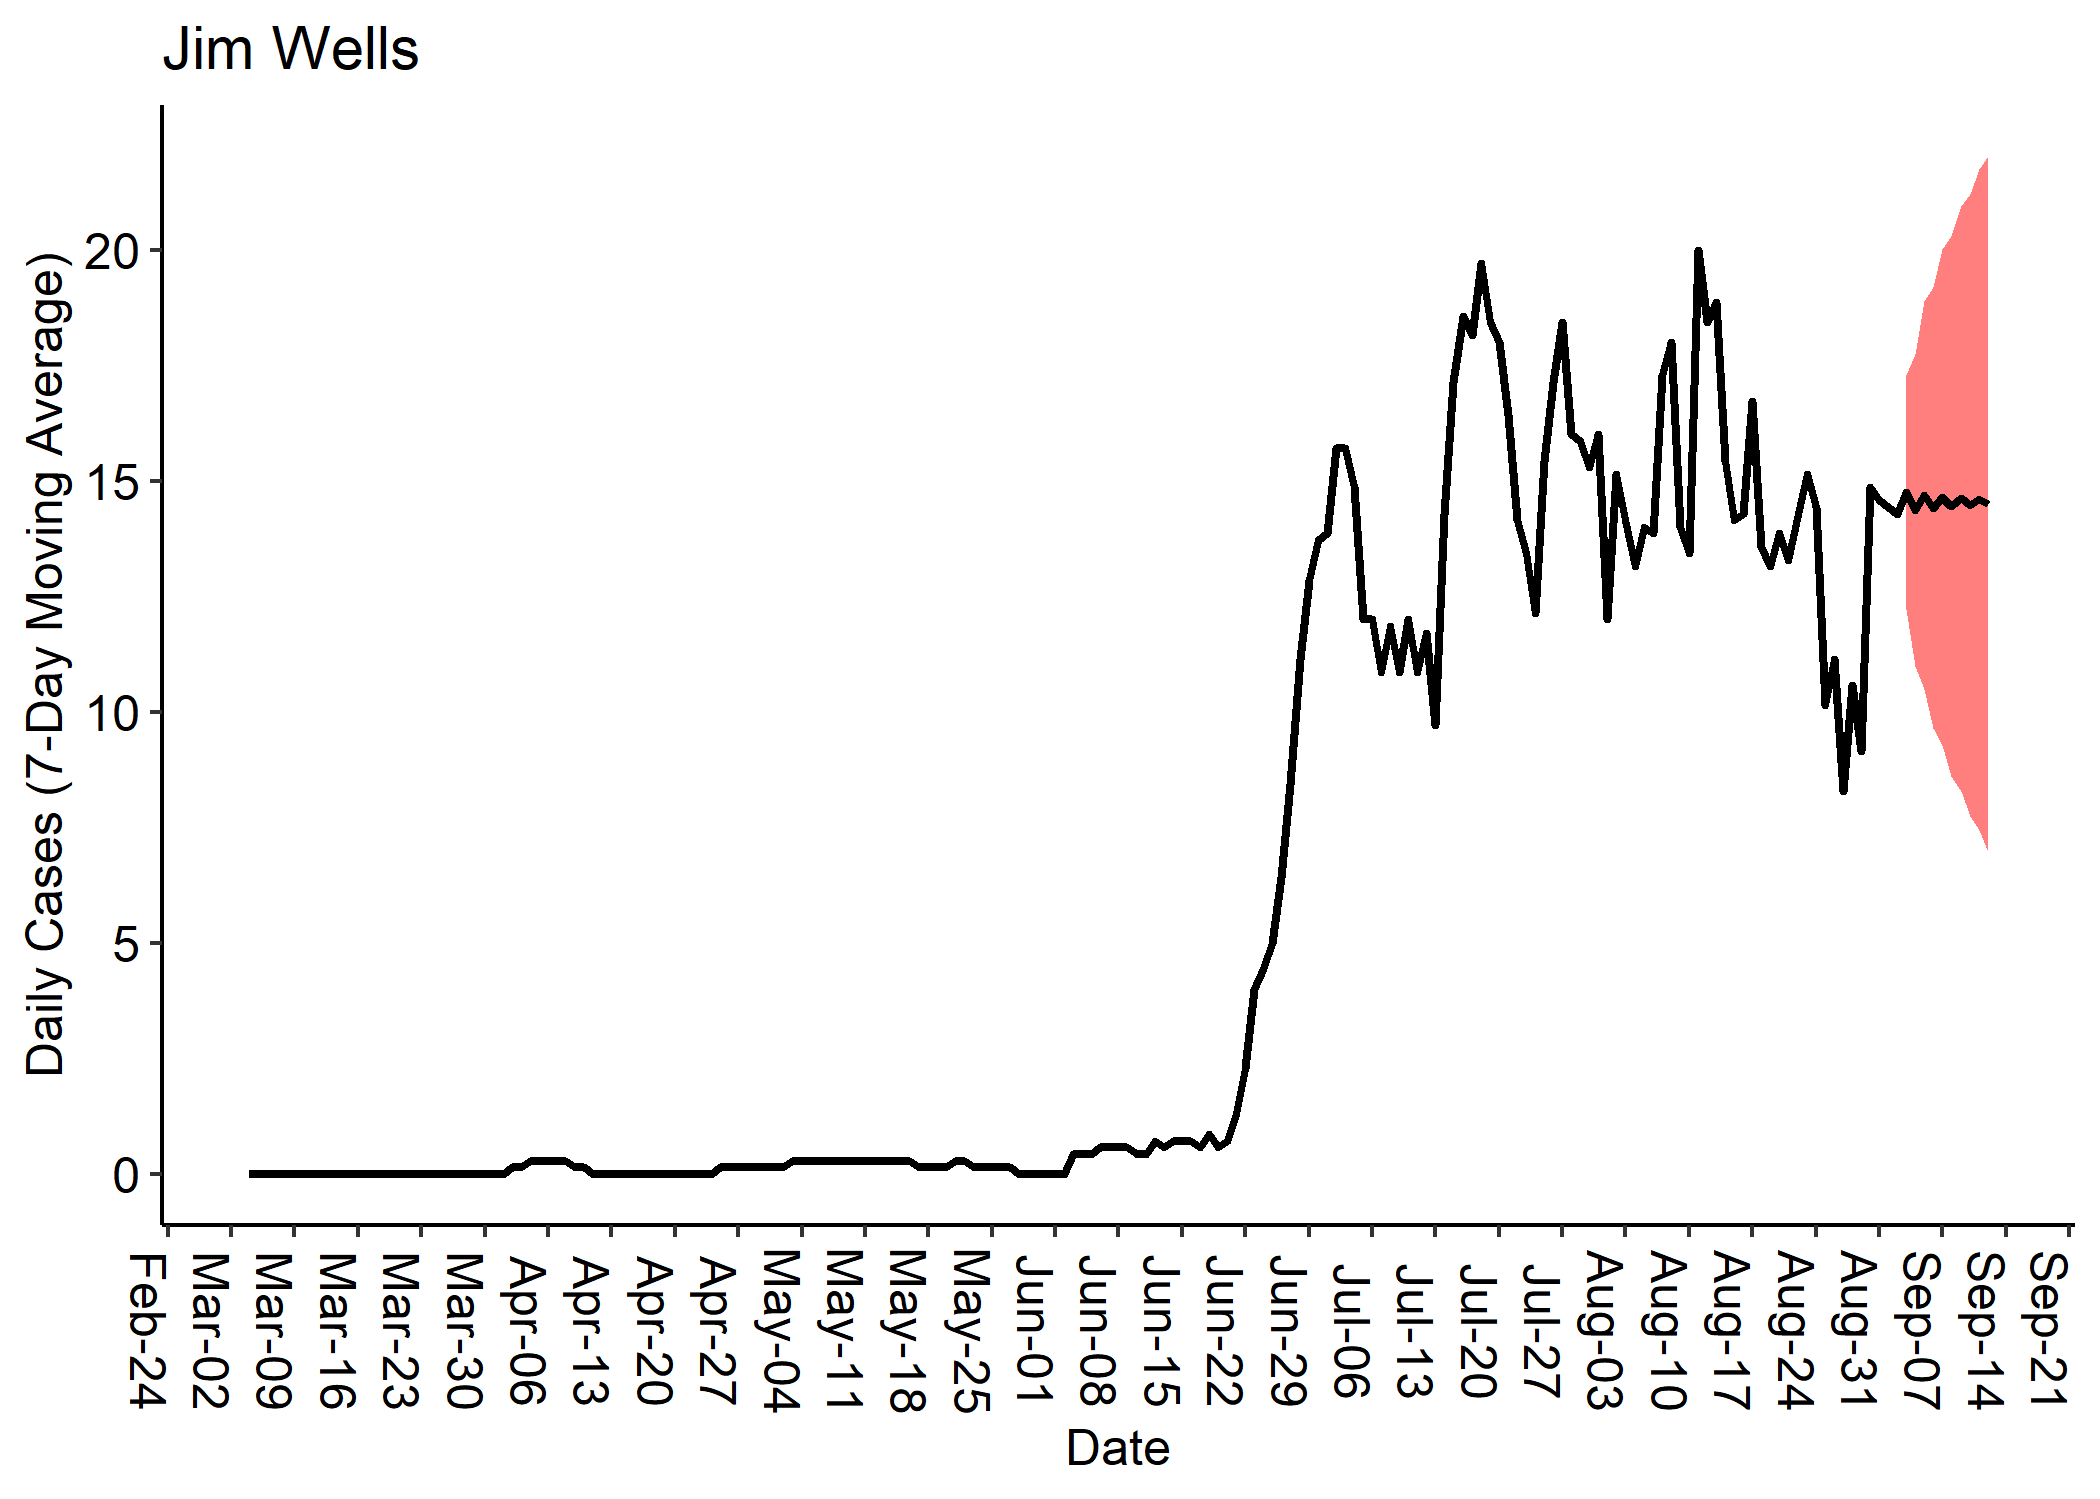 Jim Wells
Daily Cases (7-Day Moving Average)
20
15
10
5
0
Feb-24
Mar-02
Mar-09
Mar-16
Mar-23
Mar-30
Apr-06
Apr-13
Apr-20
Apr-27
May-04
May-11
May-18
May-25
Jun-01
Jun-08
Jun-15
Jun-22
Jun-29
Jul-06
Jul-13
Jul-20
Jul-27
Aug-03
Aug-10
Aug-17
Aug-24
Aug-31
Sep-07
Sep-14
Sep-21
Date